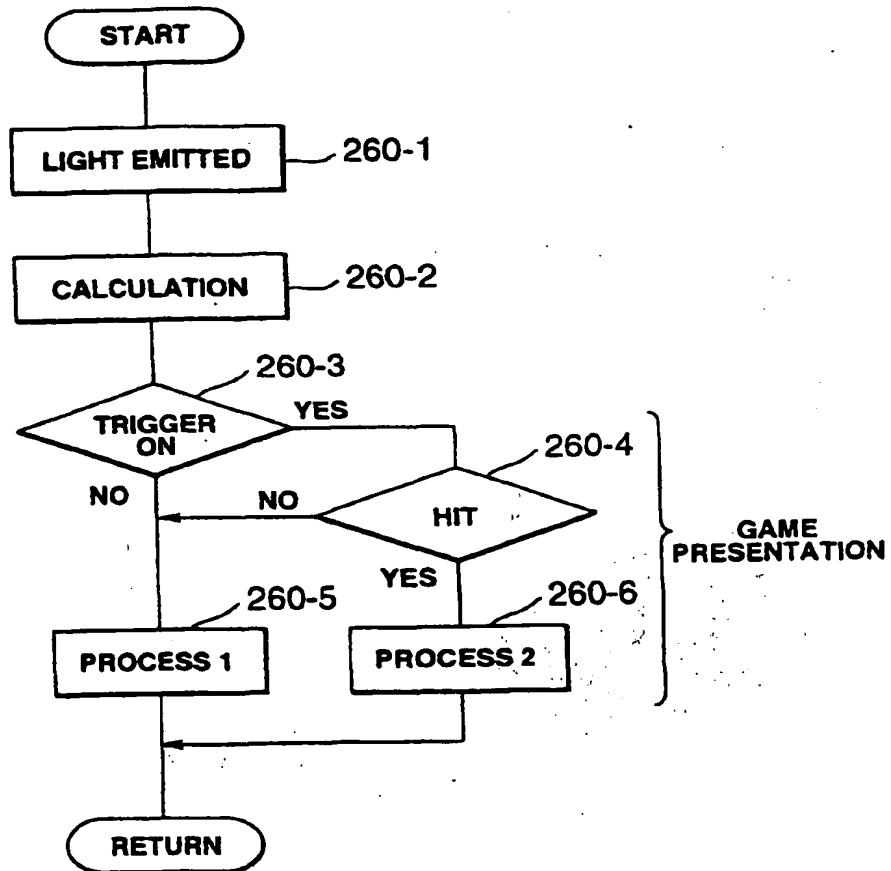 START
LIGHT EMITTED
260-1
CALCULATION
260-2
260-3
TRIGGER
ON
YES
NO
260-4
HIT
NO
YES
GAME
PRESENTATION
260-5
PROCESS 1
260-6
PROCESS 2
RETURN